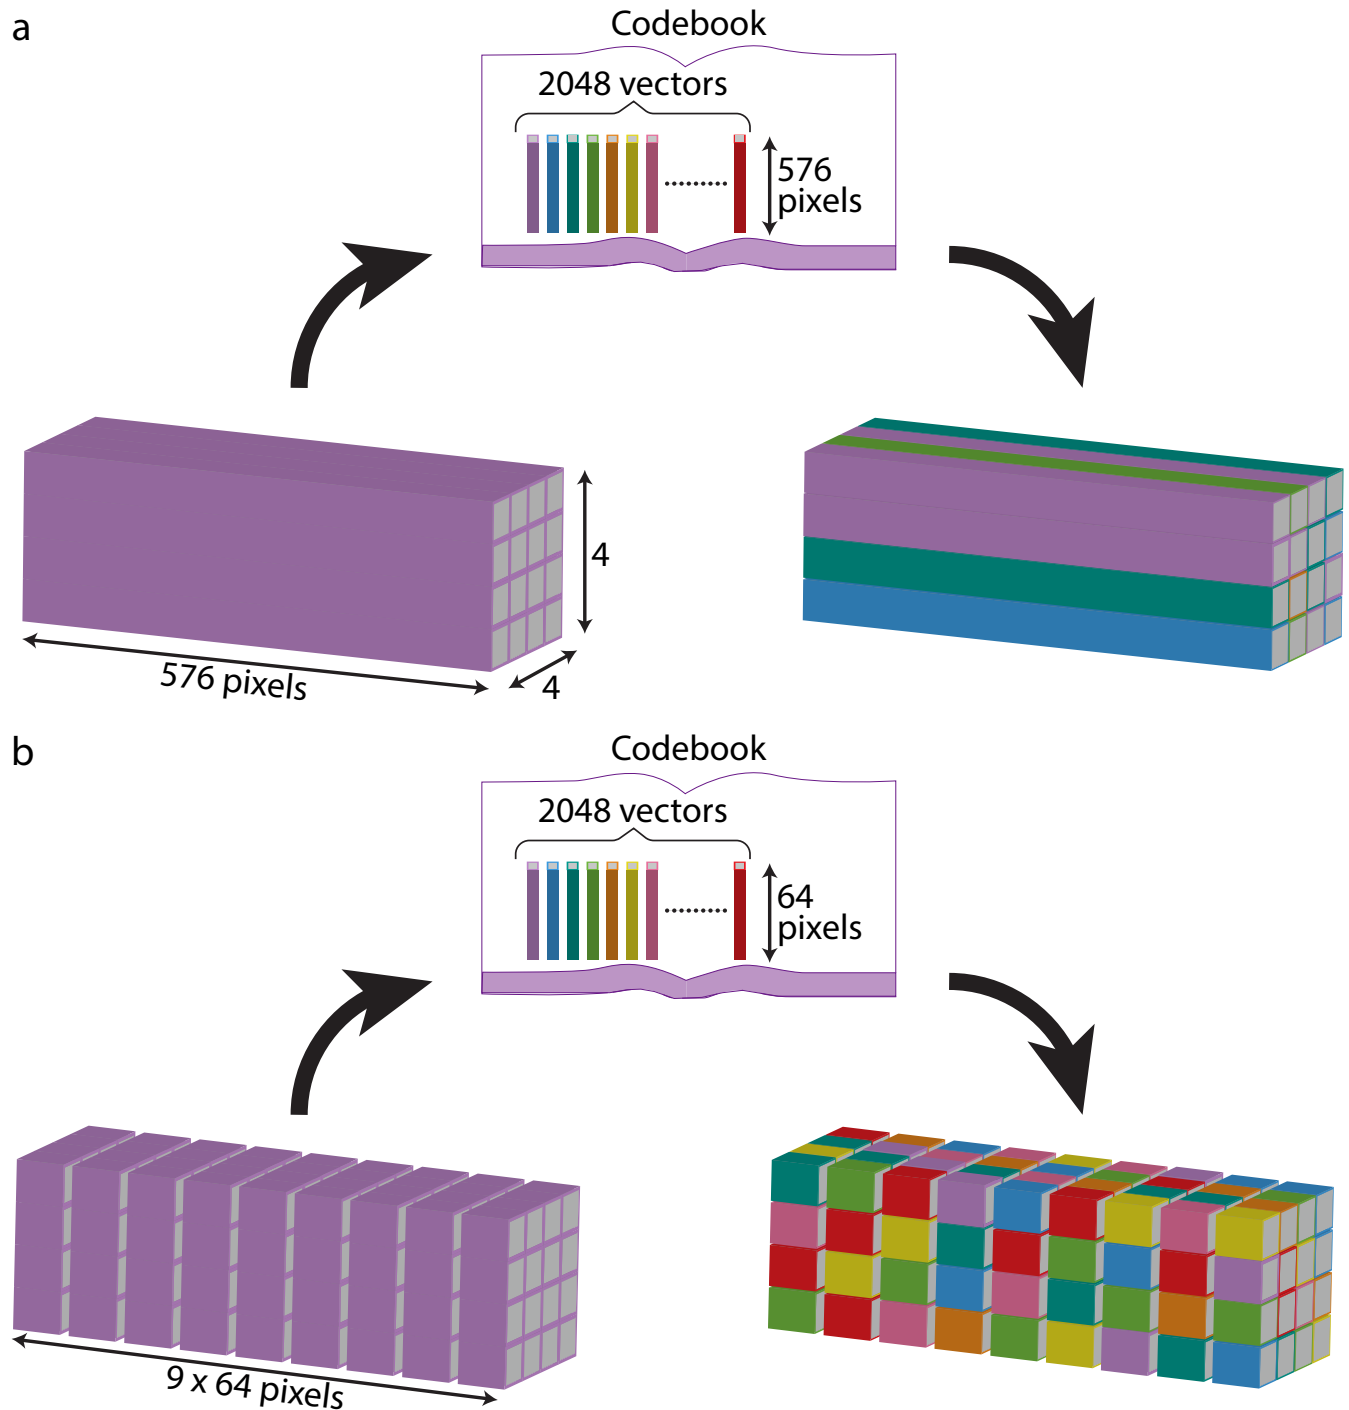 a
Codebook
2048 vectors
576
pixels
4
4
576 pixels
b
Codebook
2048 vectors
64
pixels
9 x 64 pixels